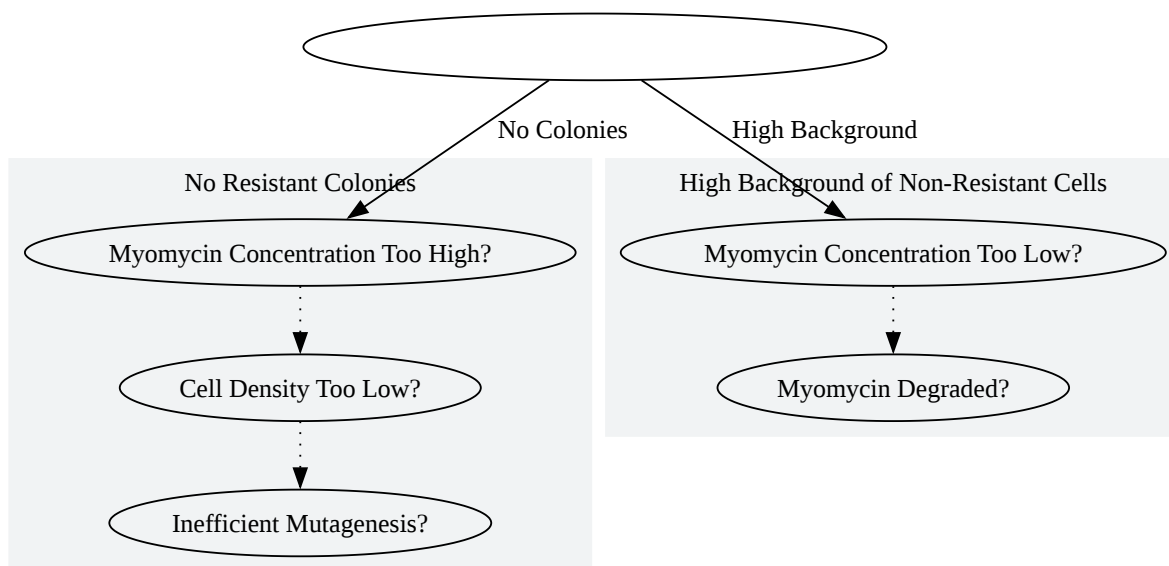 No Colonies
High Background
No Resistant Colonies
High Background of Non-Resistant Cells
Myomycin Concentration Too High?
Myomycin Concentration Too Low?
Cell Density Too Low?
Myomycin Degraded?
Inefficient Mutagenesis?